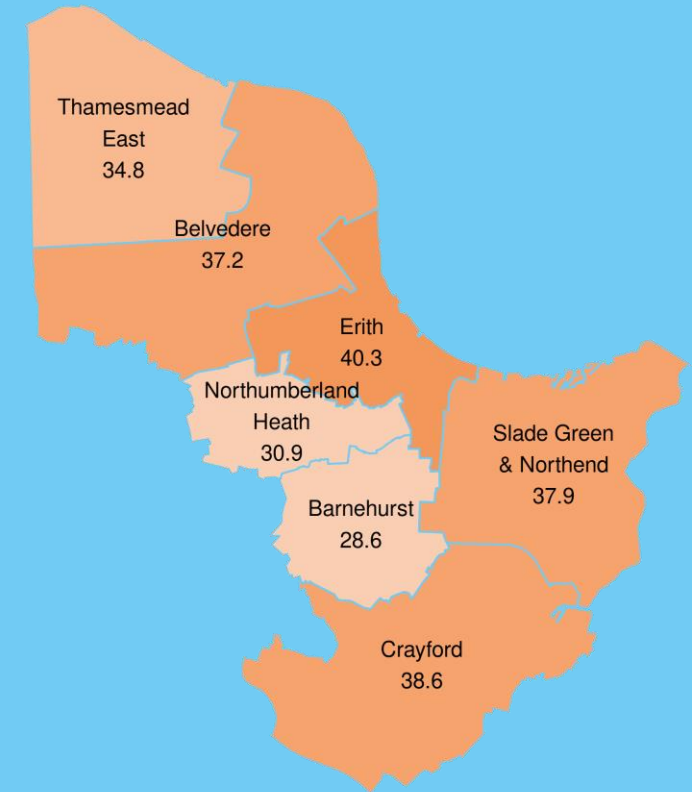 Thamesmead
East
34.8
Belvedere
37.2
Erith
40.3
Northumberland
Heath
30.9
Slade Green
& Northend
37.9
Barnehurst
28.6
Crayford
38.6